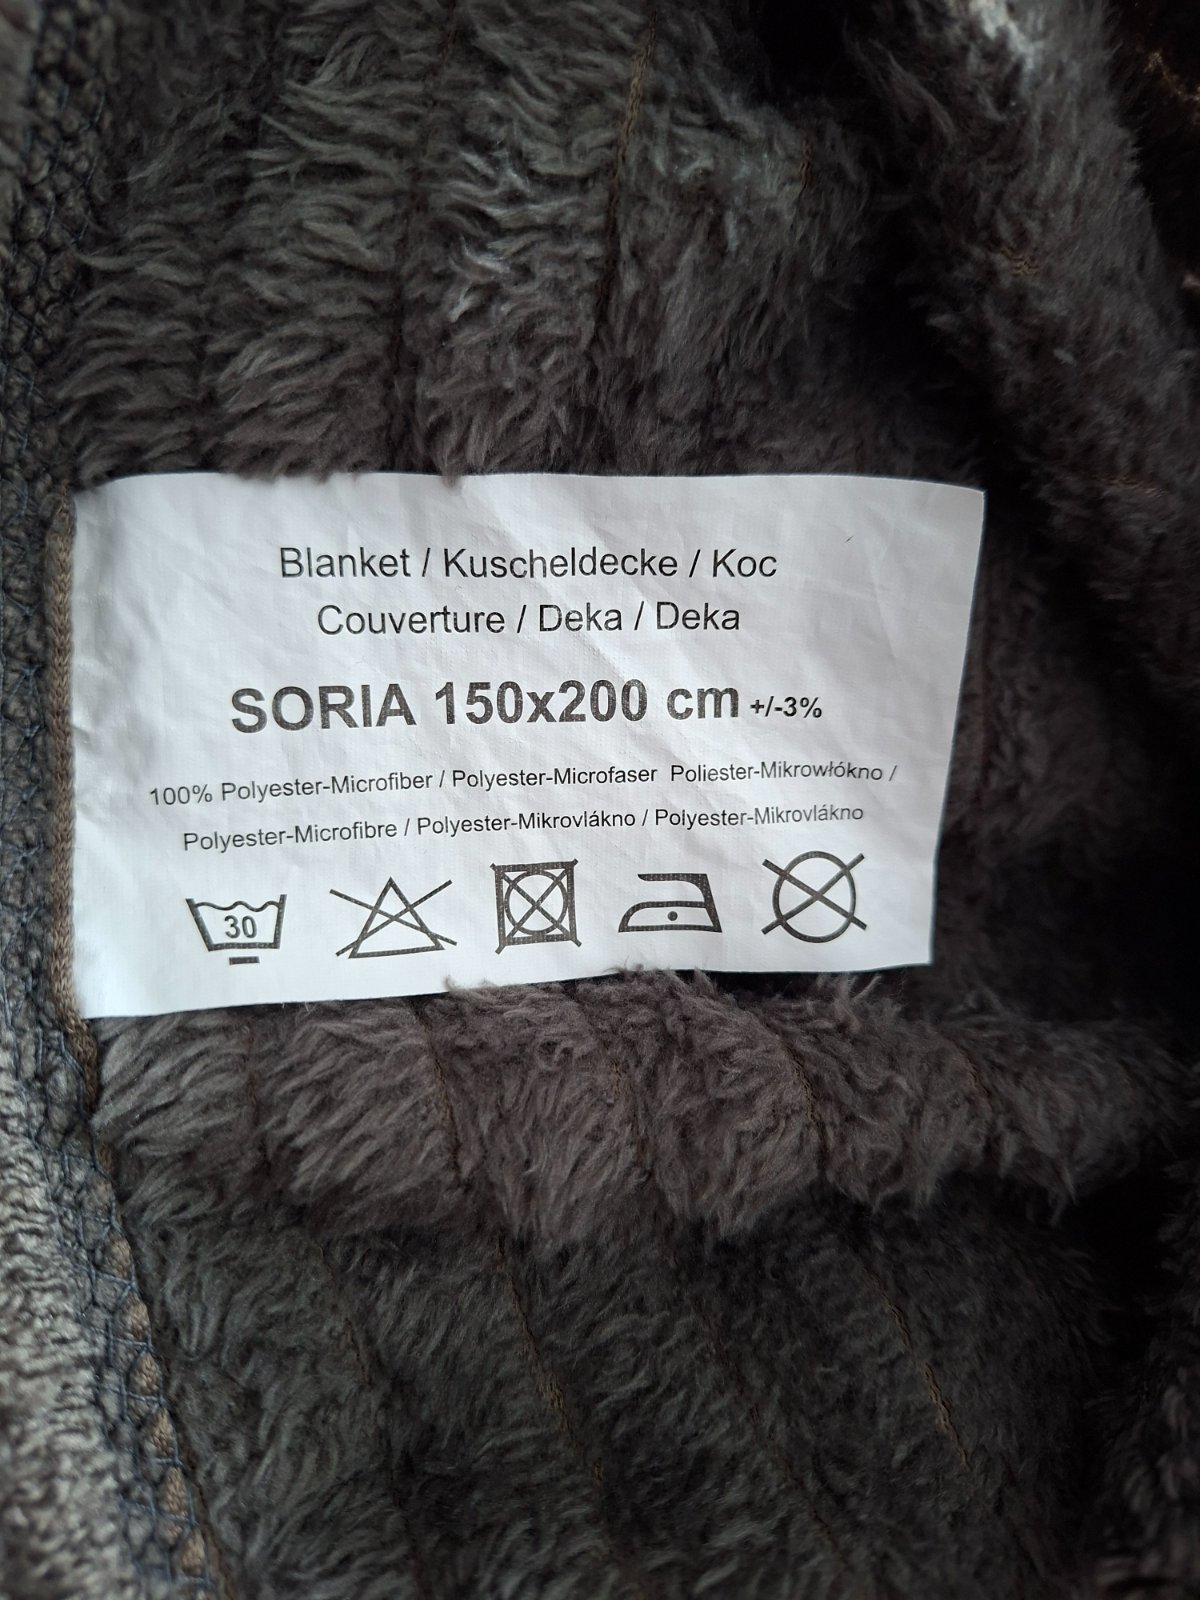 Blanket / Kuscheldecke / Koc
Couverture / Deka / Deka
SORIA 150x200 cm +/-3%
100% Polyester-Microfiber / Polyester-Microfaser Poliester-Mikrowłókno /
Polyester-Microfibre / Polyester-Mikrovlákno / Polyester-Mikrovlákno
30